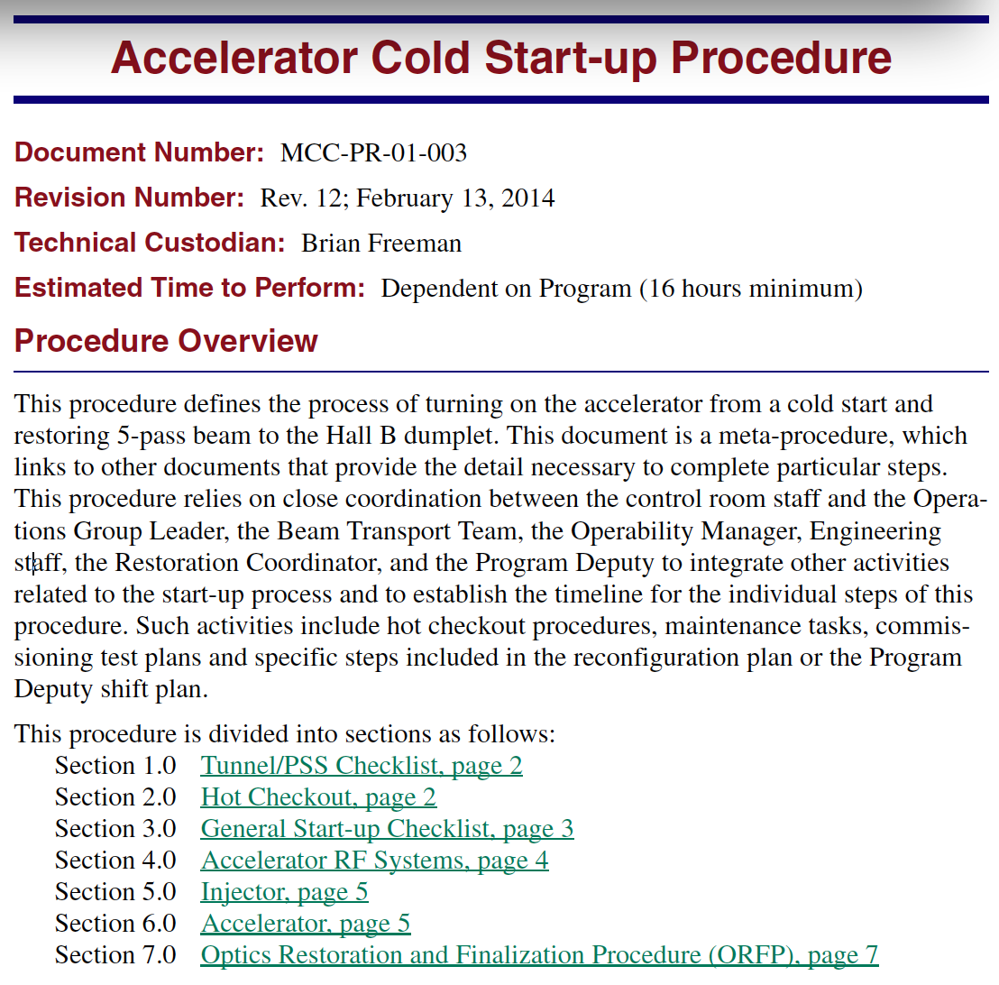 Accelerator Cold Start-up Procedure
Document Number: MCC-PR-01-003
Revision Number: Rev. 12; February 13, 2014
Technical Custodian: Brian Freeman
Estimated Time to Perform: Dependent on Program (16 hours minimum)
Procedure Overview
This procedure defines the process of turning on the accelerator from a cold start and
restoring 5-pass beam to the Hall B dumplet. This document is a meta-procedure, which
links to other documents that provide the detail necessary to complete particular steps.
This procedure relies on close coordination between the control room staff and the Opera-
tions Group Leader, the Beam Transport Team, the Operability Manager, Engineering
staff, the Restoration Coordinator, and the Program Deputy to integrate other activities
related to the start-up process and to establish the timeline for the individual steps of this
procedure. Such activities include hot checkout procedures, maintenance tasks, commis-
sioning test plans and specific steps included in the reconfiguration plan or the Program
Deputy shift plan.
This procedure is divided into sections as follows:
Section 1.0 Tunnel/PSS Checklist, page 2
Section 2.0 Hot Checkout, page 2
Section 3.0 General Start-up Checklist, page 3
Section 4.0 Accelerator RF Systems, page 4
Section 5.0 Injector, page 5
Section 6.0 Accelerator, page 5
Section 7.0 Optics Restoration and Finalization Procedure (ORFP), page 7